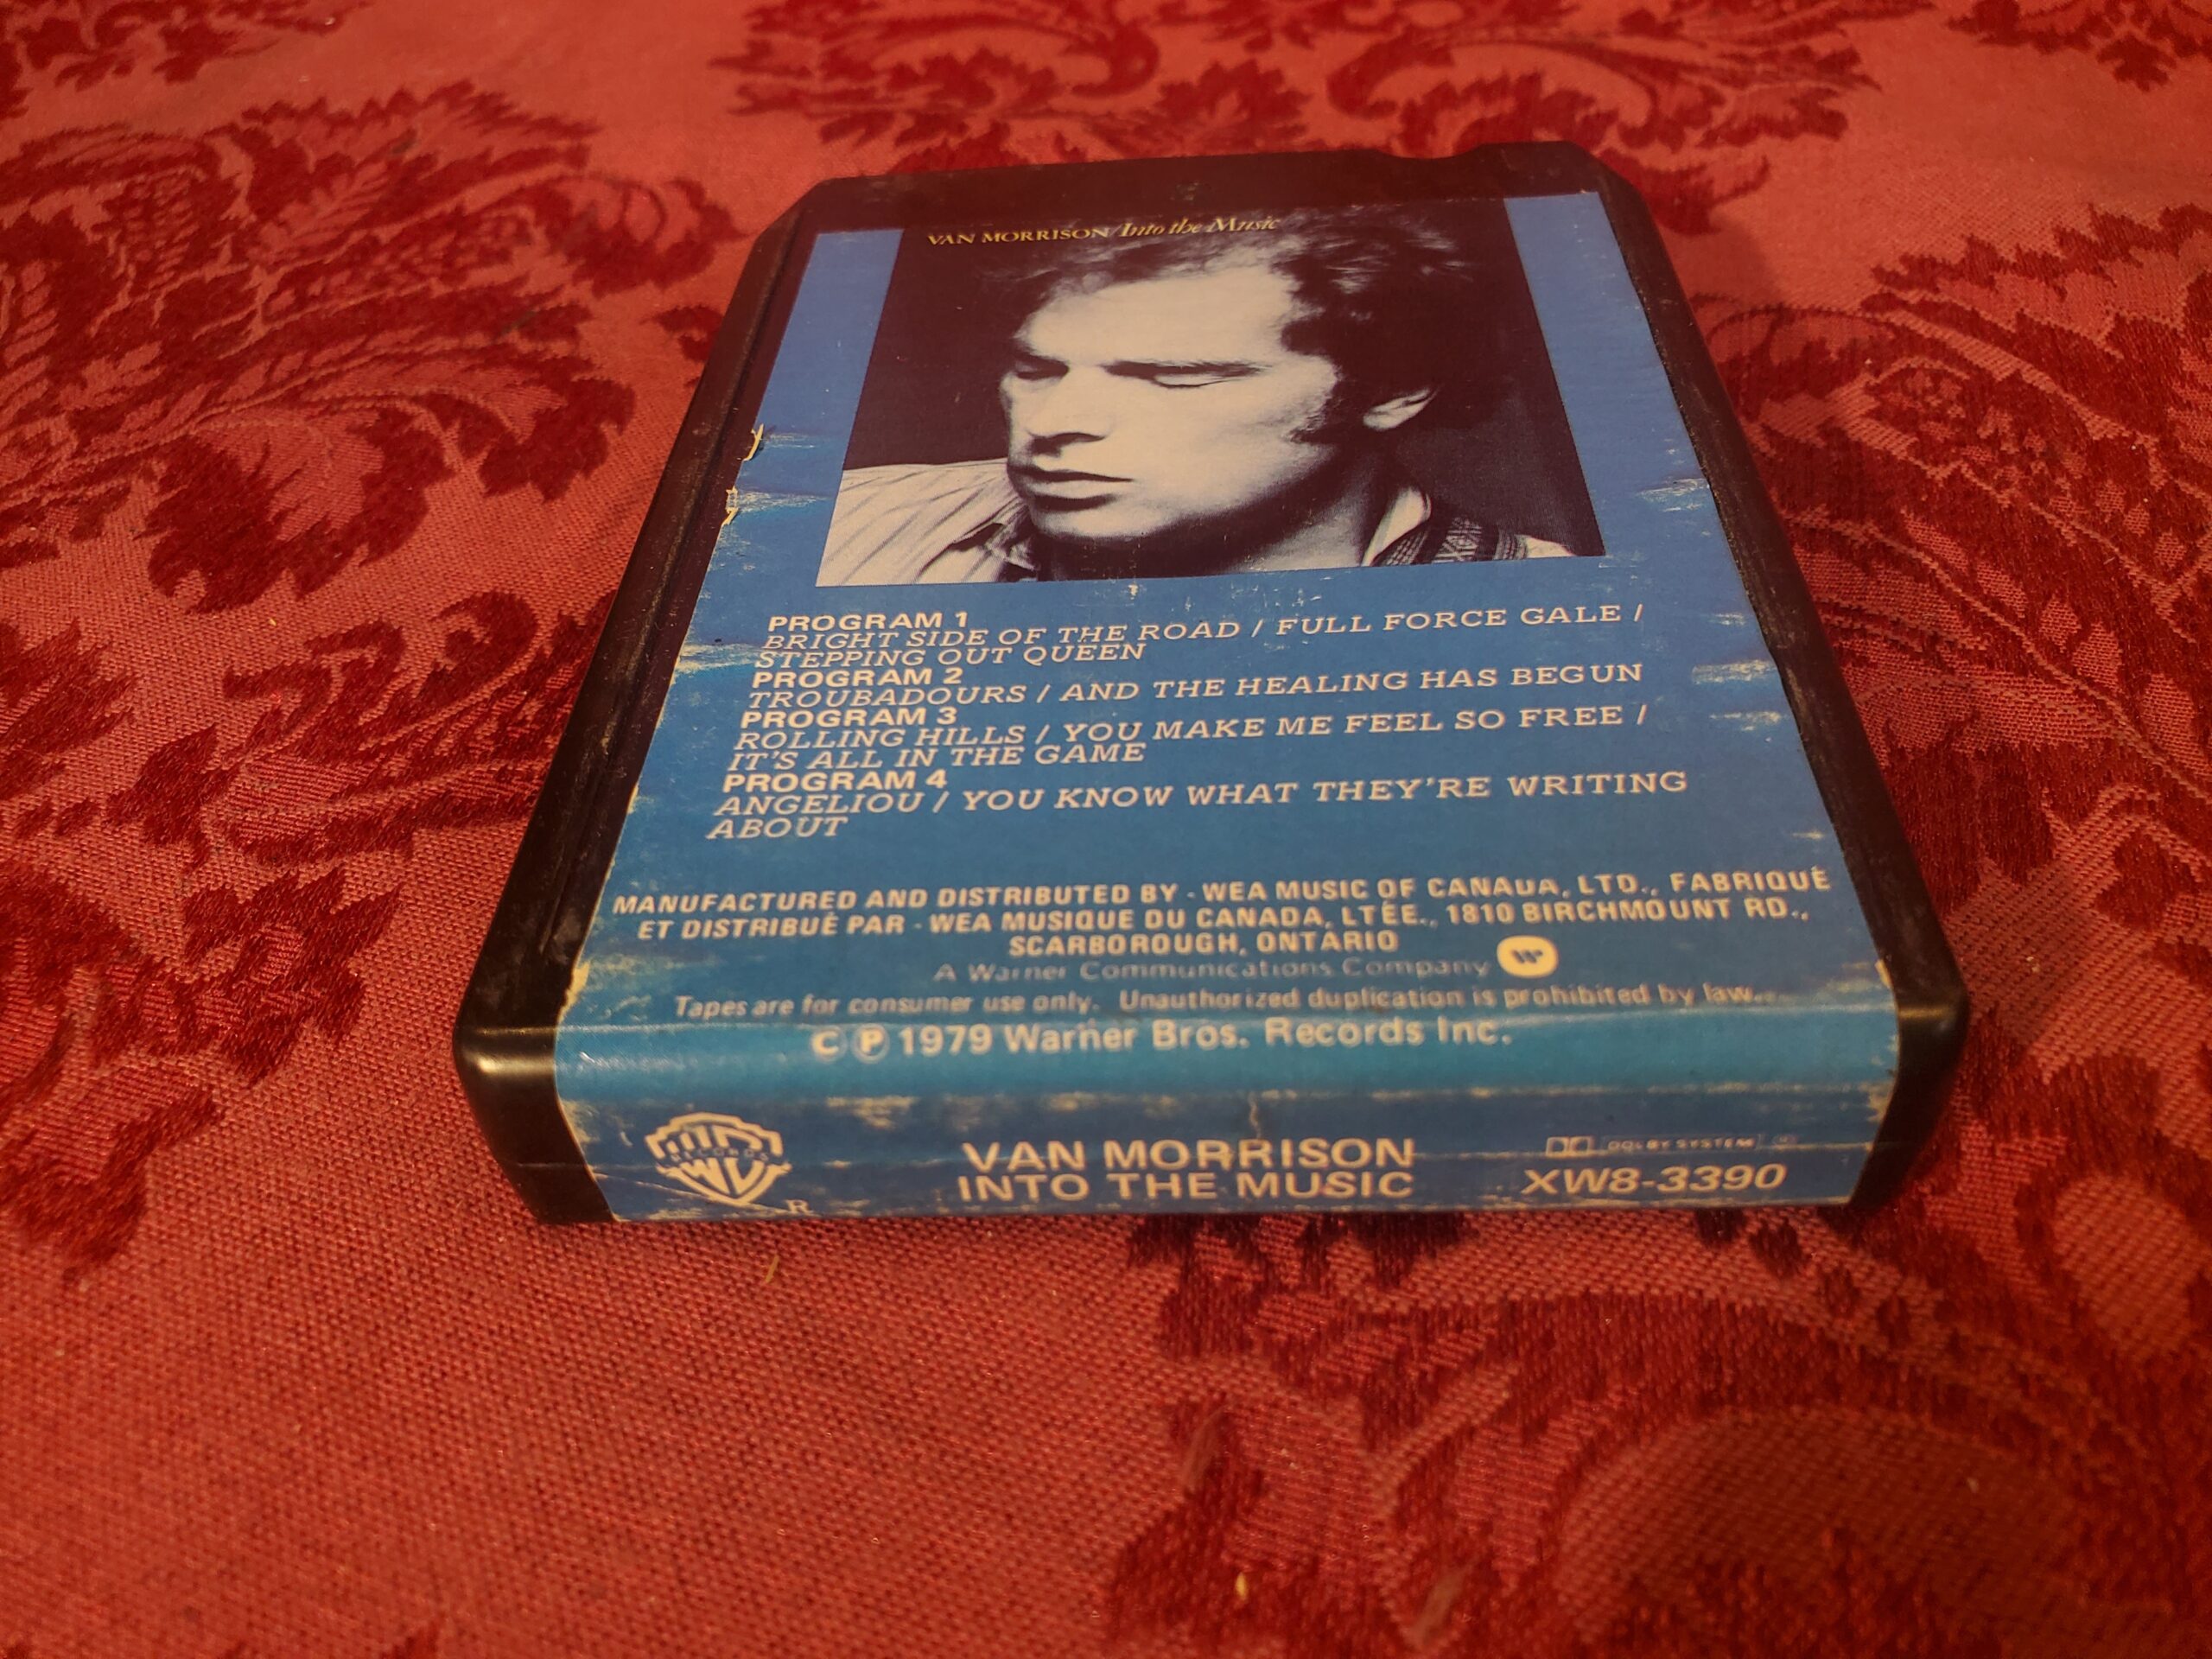 VAN MORRISON/Into the Music
PROGRAM 1
BRIGHT SIDE OF THE ROAD / FULL FORCE GALE /
STEPPING OUT QUEEN
PROGRAM 2
TROUBADOURS / AND THE HEALING HAS BEGUN
PROGRAM 3
ROLLING HILLS / YOU MAKE ME FEEL SO FREE /
IT'S ALL IN THE GAME
PROGRAM 4
ANGELIOU / YOU KNOW WHAT THEY'RE WRITING
ABOUT
MANUFACTURED AND DISTRIBUTED BY - WEA MUSIC OF CANADA, LTD., FABRIQUÉ
ET DISTRIBUÉ PAR - WEA MUSIQUE DU CANADA, LTÉE., 1810 BIRCHMOUNT RD.,
SCARBOROUGH, ONTARIO
A Warner Communications Company
Tapes are for consumer use only. Unauthorized duplication is prohibited by law.
C P 1979 Warner Bros. Records Inc.
RECORDS
R
VAN MORRISON
INTO THE MUSIC
DOLBY SYSTEM
XW8-3390